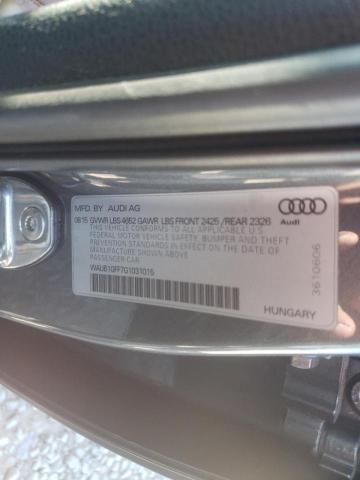 MFD. BY AUDI AG
08/15 GVWR LBS 4652 GAWR LBS FRONT 2425 /REAR 2326
THIS VEHICLE CONFORMS TO ALL APPLICABLE U.S.
FEDERAL MOTOR VEHICLE SAFETY, BUMPER AND THEFT
PREVENTION STANDARDS IN EFFECT ON THE DATE OF
MANUFACTURE SHOWN ABOVE
PASSENGER CAR
WAUB1GFF7G1031015
Audi
3610606
HUNGARY